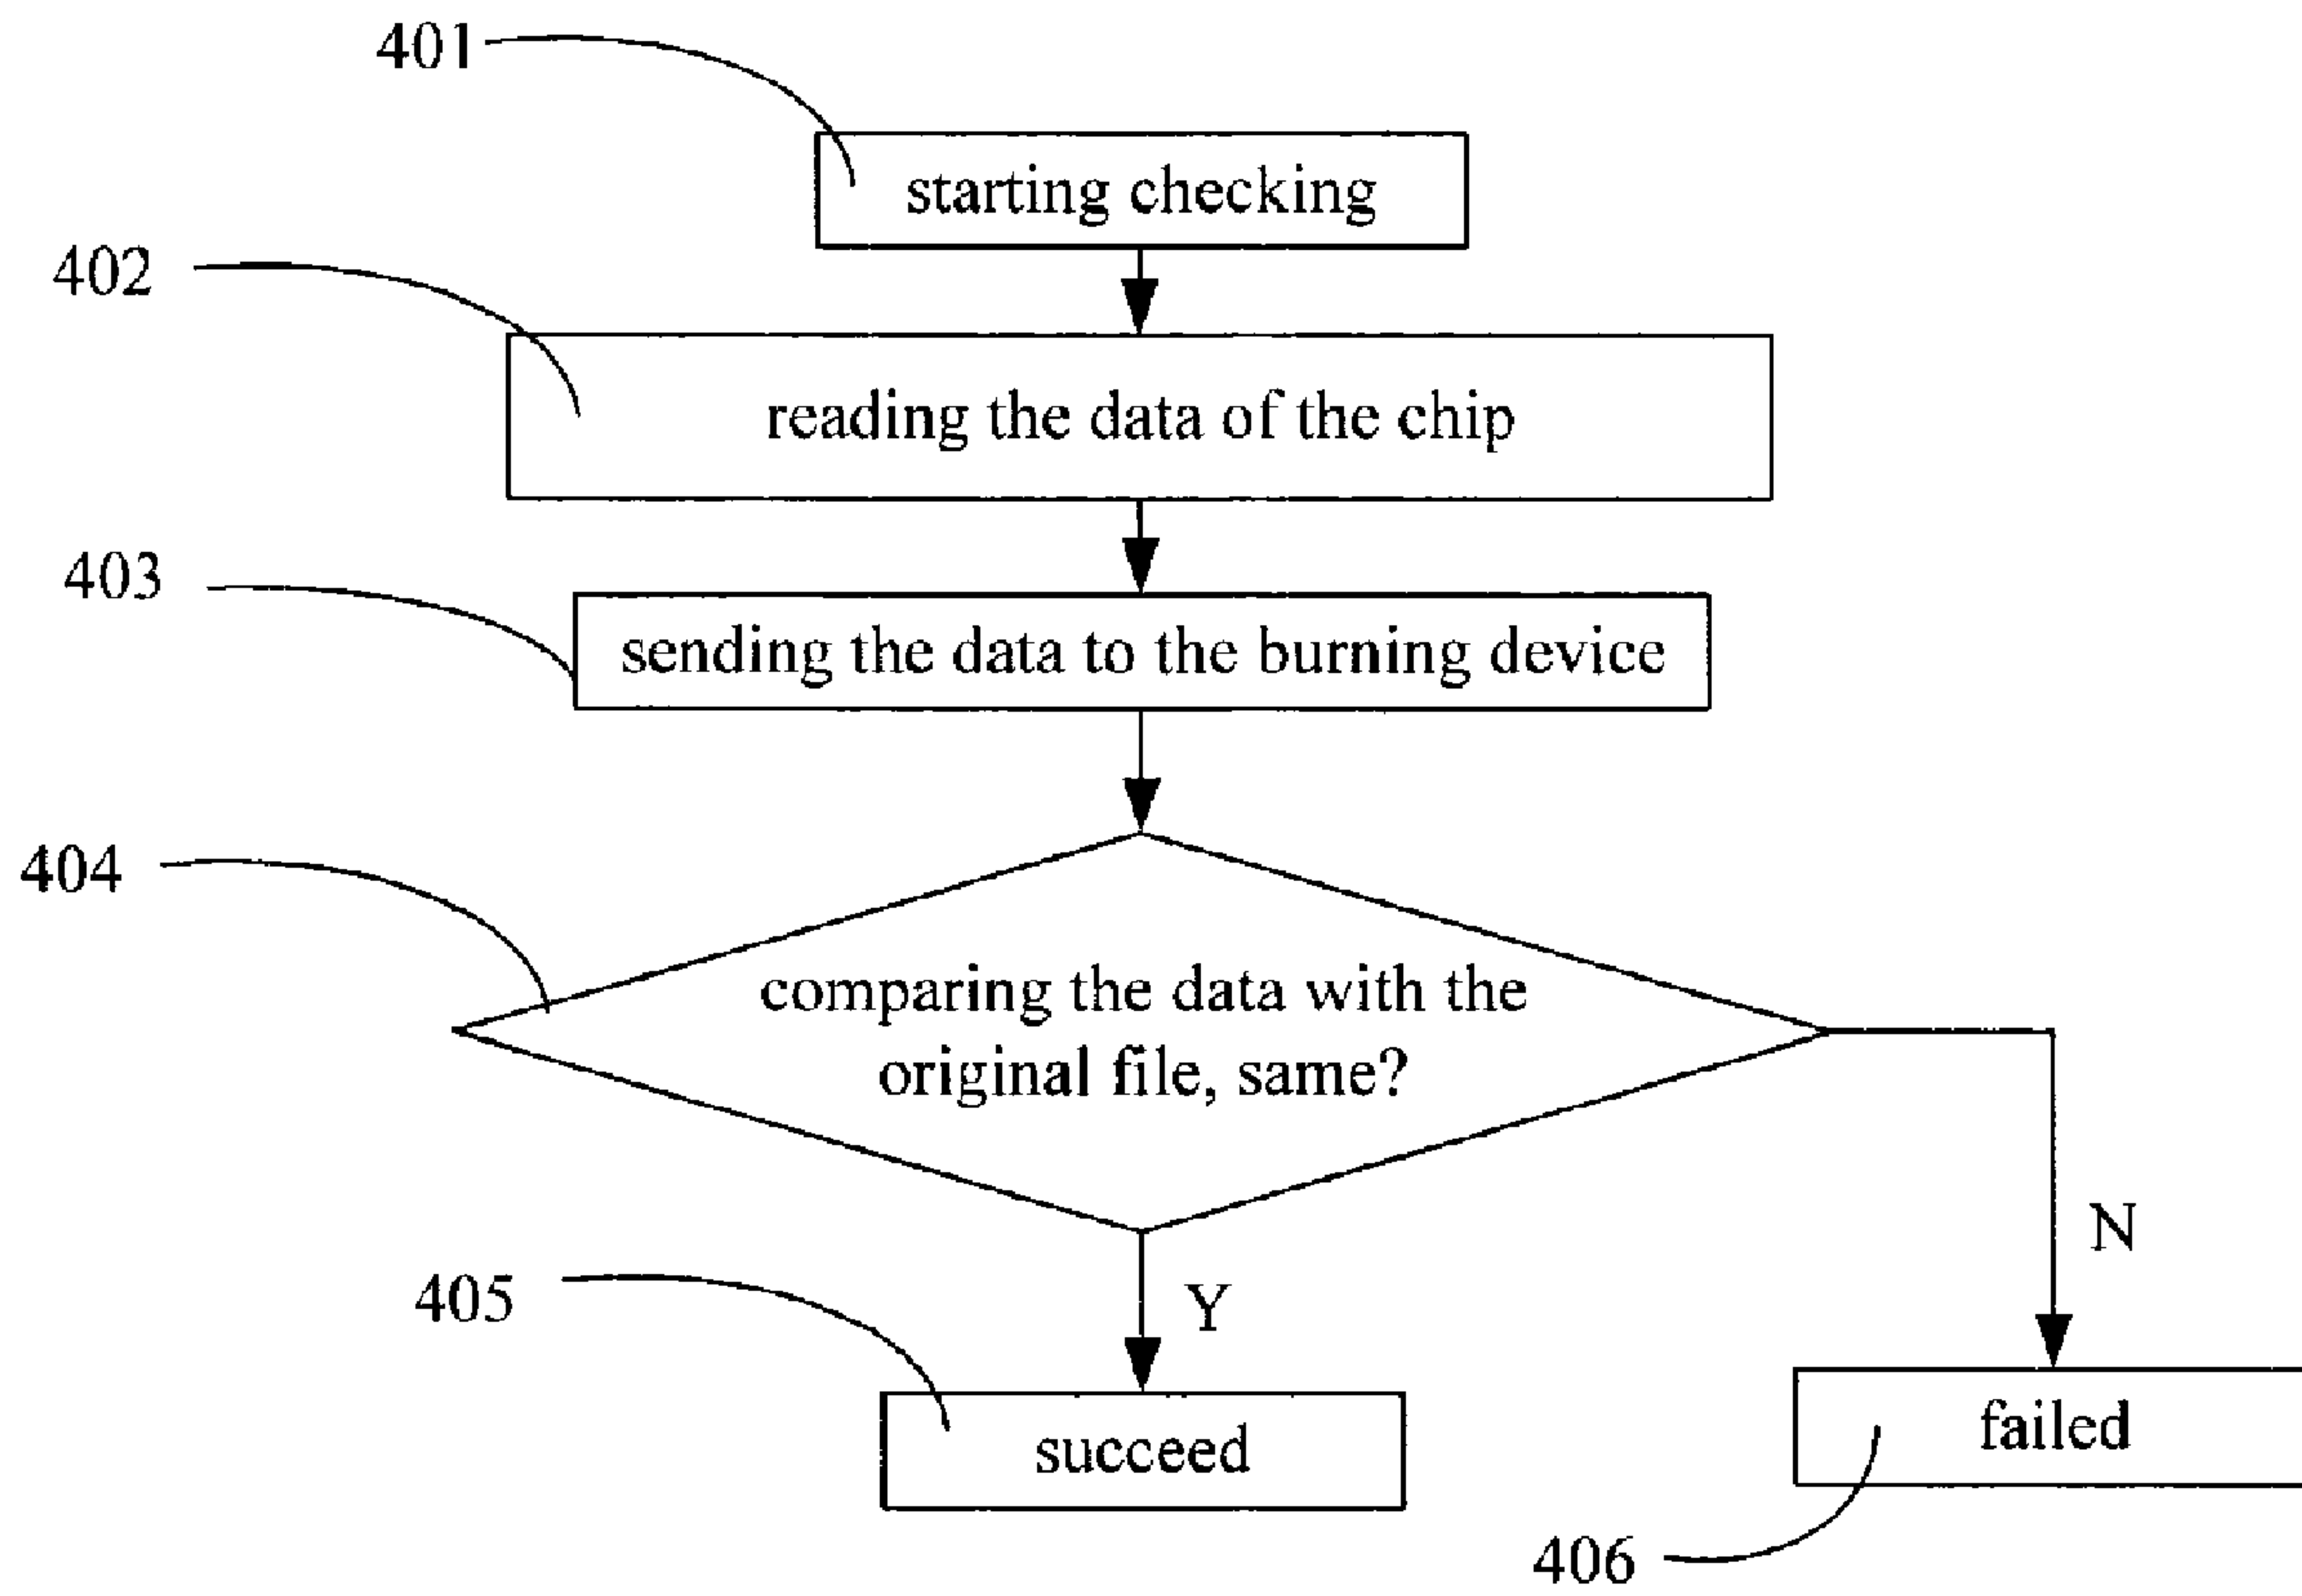 401
starting checking
402
reading the data of the chip
403
sending the data to the burning device
404
comparing the data with the
original file, same?
N
405
Y
succeed
failed
406